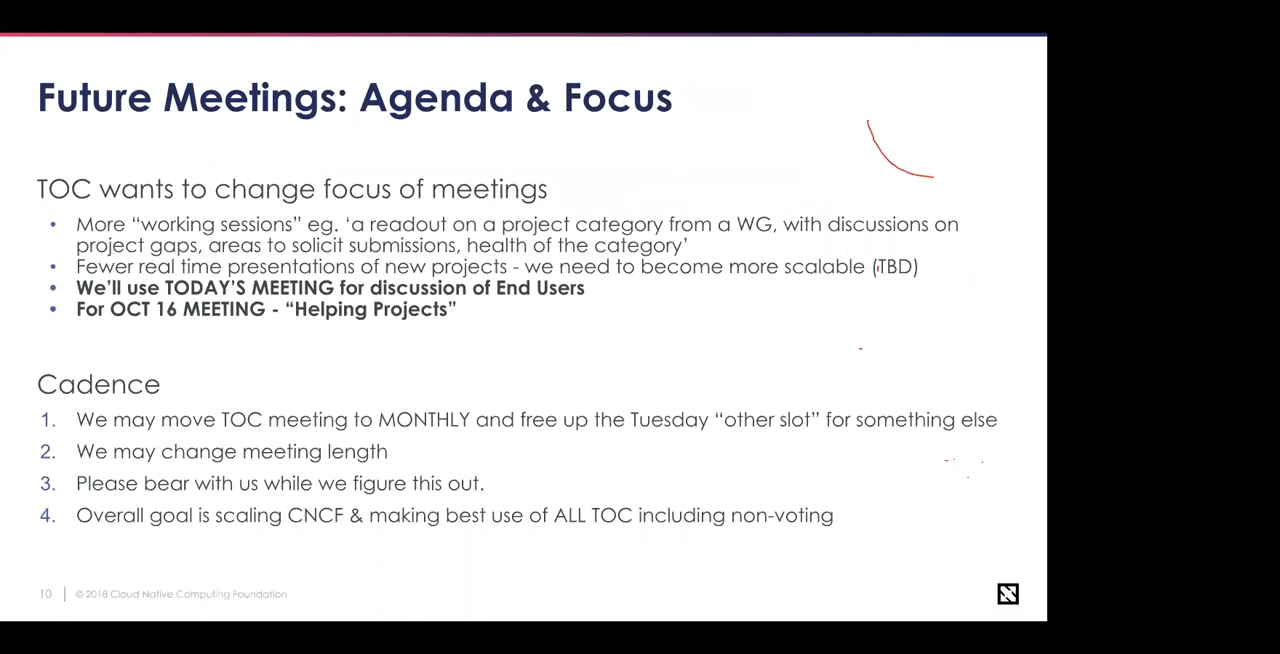 Future Meetings: Agenda & Focus
TOC wants to change focus of meetings
• More “working sessions” eg. ‘a readout on a project category from a WG, with discussions on
project gaps, areas to solicit submissions, health of the category’
• Fewer real time presentations of new projects - we need to become more scalable (TBD)
• We’ll use TODAY’S MEETING for discussion of End Users
• For OCT 16 MEETING - “Helping Projects”
Cadence
1. We may move TOC meeting to MONTHLY and free up the Tuesday “other slot” for something else
2. We may change meeting length
3. Please bear with us while we figure this out.
4. Overall goal is scaling CNCF & making best use of ALL TOC including non-voting
10 | © 2018 Cloud Native Computing Foundation